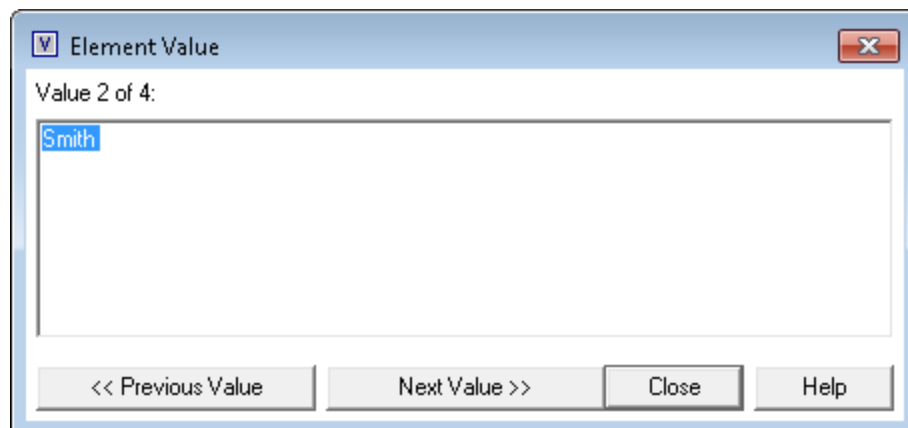 V Element Value
Value 2 of 4:
Smith
<< Previous Value Next Value >> Close Help